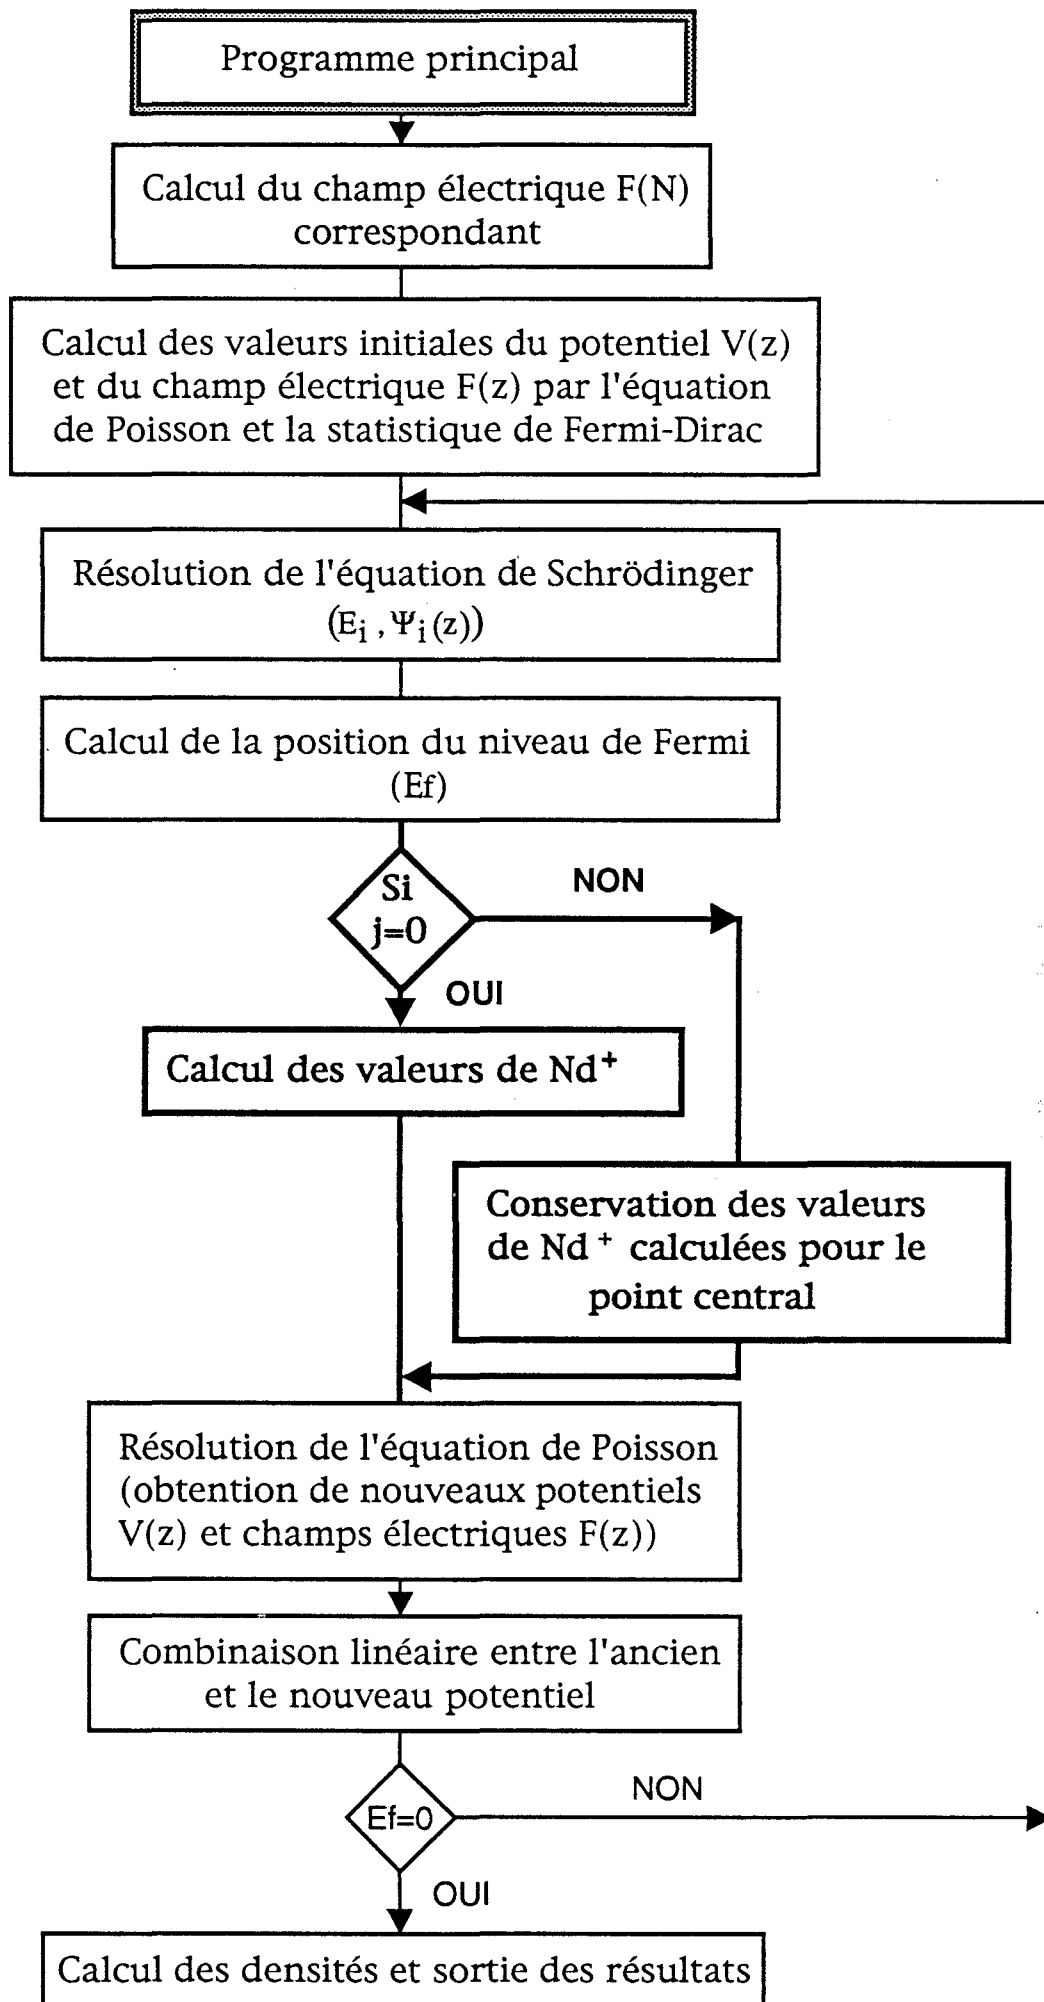 Programme principal
Calcul du champ électrique F(N)
correspondant
Calcul des valeurs initiales du potentiel V(z)
et du champ électrique F(z) par l'équation
de Poisson et la statistique de Fermi-Dirac
Résolution de l'équation de Schrödinger
(Ei , Ψi (z))
Calcul de la position du niveau de Fermi
(Ef)
Si
j=0
NON
OUI
Calcul des valeurs de Nd+
Conservation des valeurs
de Nd + calculées pour le
point central
Résolution de l'équation de Poisson
(obtention de nouveaux potentiels
V(z) et champs électriques F(z))
Combinaison linéaire entre l'ancien
et le nouveau potentiel
Ef=0
NON
OUI
Calcul des densités et sortie des résultats